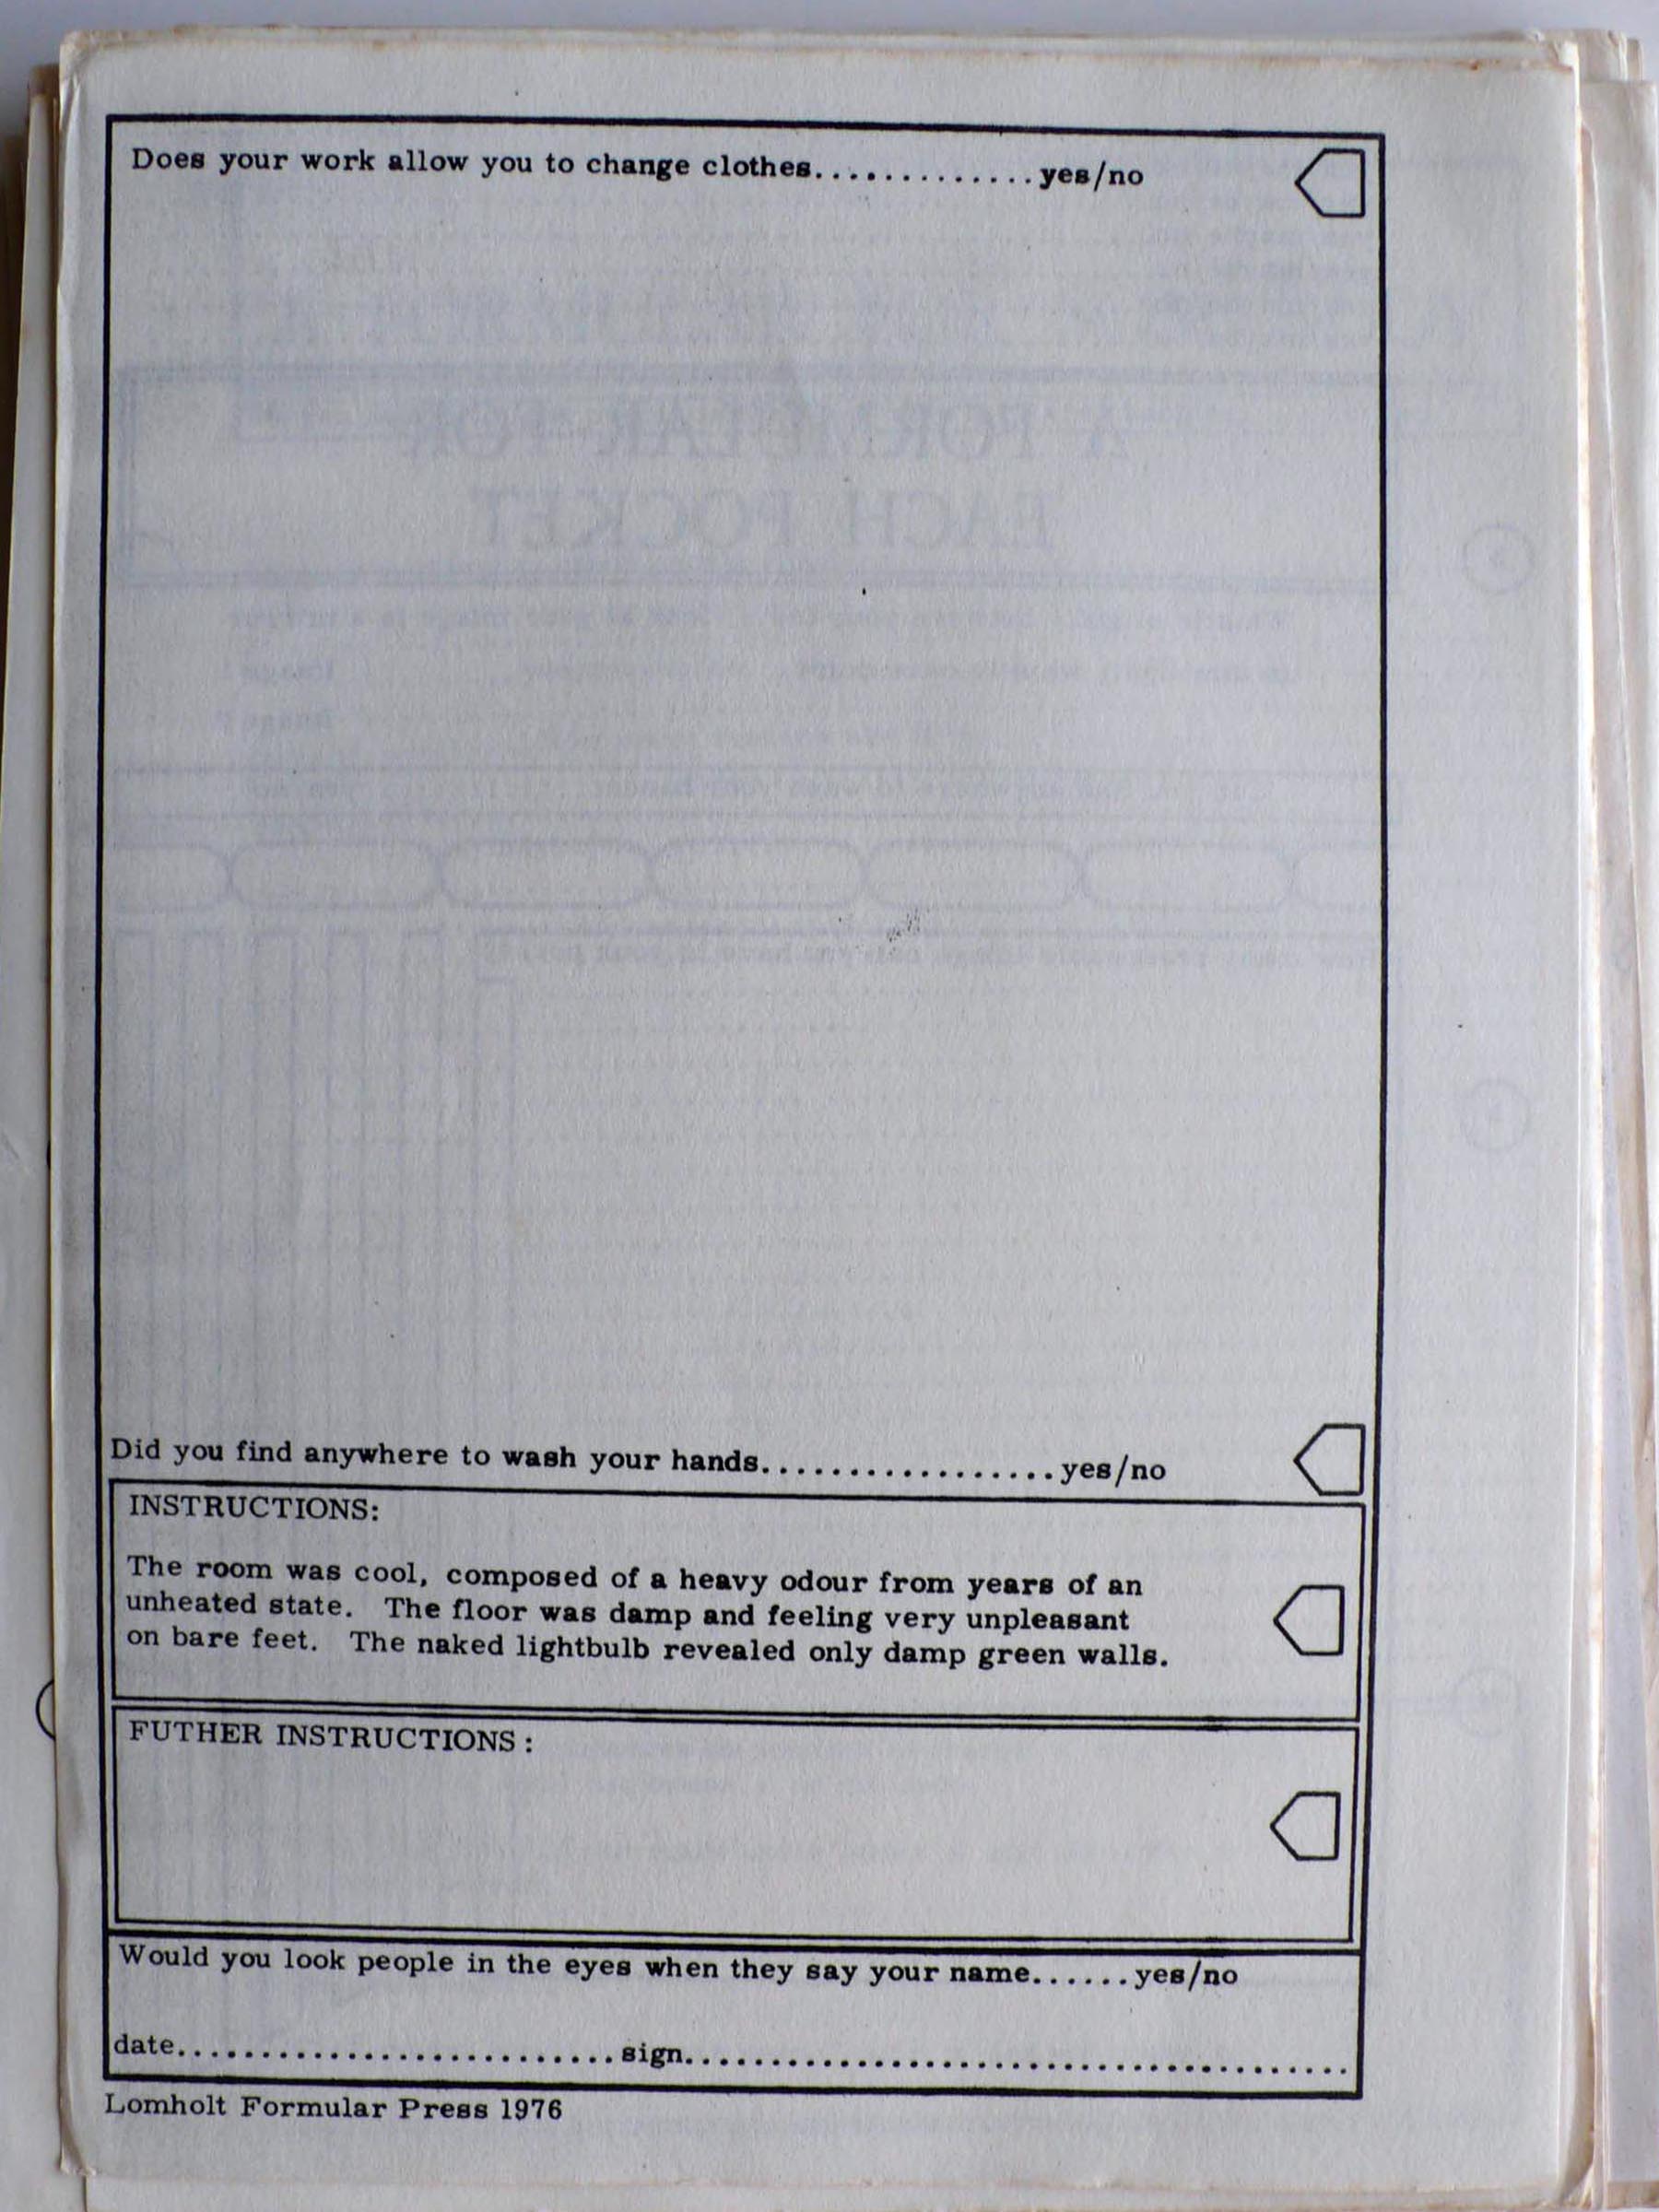 Does your work allow you to change clothes.............yes/no
A FORMULAR FOR
EACH POCKET
Did you find anywhere to wash your hands..................yes/no
INSTRUCTIONS:
The room was cool, composed of a heavy odour from years of an
unheated state. The floor was damp and feeling very unpleasant
on bare feet. The naked lightbulb revealed only damp green walls.
FUTHER INSTRUCTIONS :
Would you look people in the eyes when they say your name......yes/no
date...........................sign........................................
Lomholt Formular Press 1976